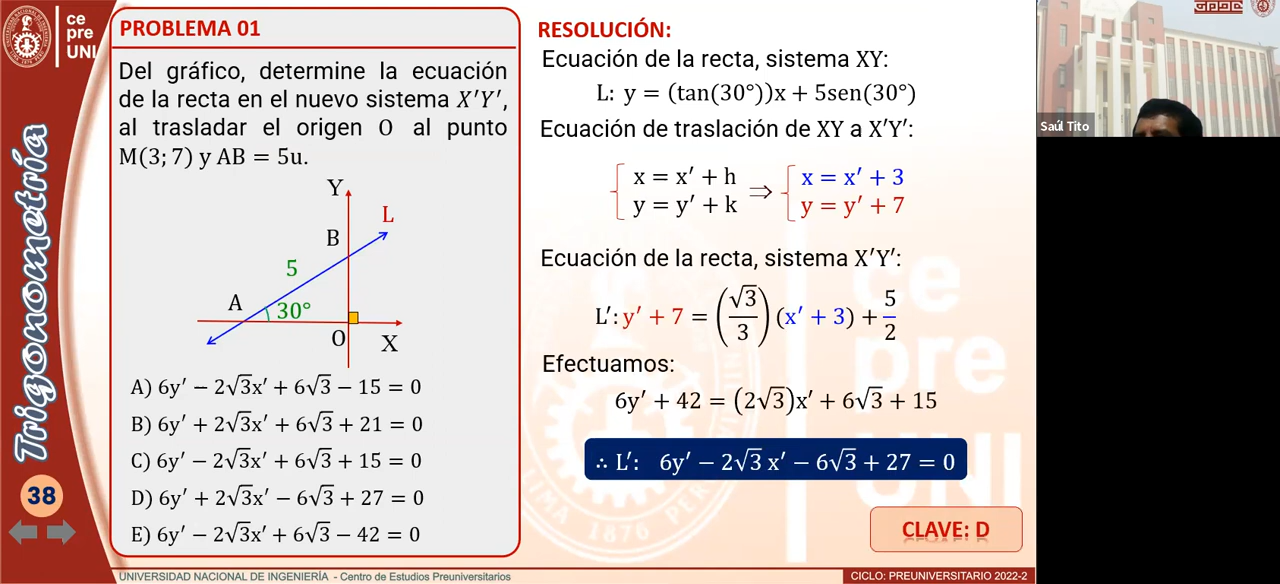 ce
pre
UNI
PROBLEMA 01
Del gráfico, determine la ecuación
de la recta en el nuevo sistema X′Y′,
al trasladar el origen O al punto
M(3; 7) y AB = 5u.
Y
L
B
5
A
30°
O
X
A) 6y′ − 2√3x′ + 6√3 − 15 = 0
B) 6y′ + 2√3x′ + 6√3 + 21 = 0
C) 6y′ − 2√3x′ + 6√3 + 15 = 0
D) 6y′ + 2√3x′ − 6√3 + 27 = 0
E) 6y′ − 2√3x′ + 6√3 − 42 = 0
Trigonometría
38
RESOLUCIÓN:
Ecuación de la recta, sistema XY:
L: y = (tan(30°))x + 5sen(30°)
Ecuación de traslación de XY a X′Y′:
{ x = x′ + h ⇒ { x = x′ + 3
y = y′ + k y = y′ + 7
Ecuación de la recta, sistema X′Y′:
L′: y′ + 7 = (√3/3) (x′ + 3) + 5/2
Efectuamos:
6y′ + 42 = (2√3)x′ + 6√3 + 15
∴ L′: 6y′ − 2√3 x′ − 6√3 + 27 = 0
CLAVE: D
ce
pre
UNI
LIMA 1876 PER
UNIVERSIDAD NACIONAL DE INGENIERÍA - Centro de Estudios Preuniversitarios
CICLO: PREUNIVERSITARIO 2022-2
Saúl Tito